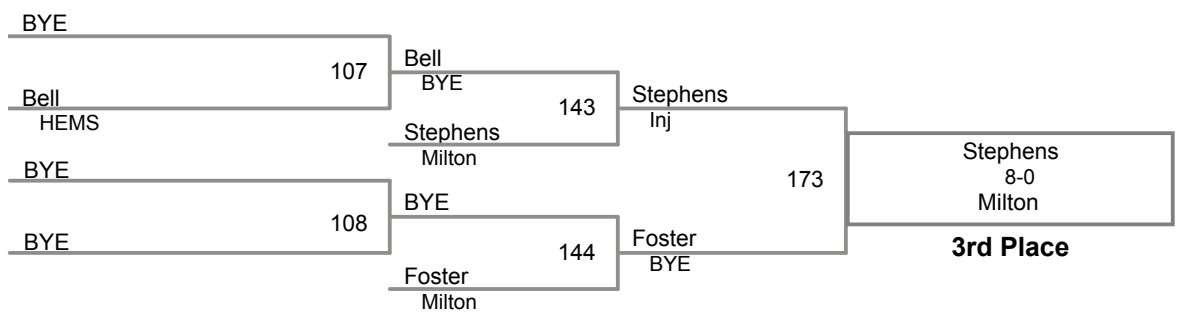 BYE
107
Bell
HEMS
BYE
108
BYE
Bell
BYE
143
Stephens
Milton
BYE
144
Foster
Milton
Stephens
Inj
173
Foster
BYE
Stephens
8-0
Milton
3rd Place